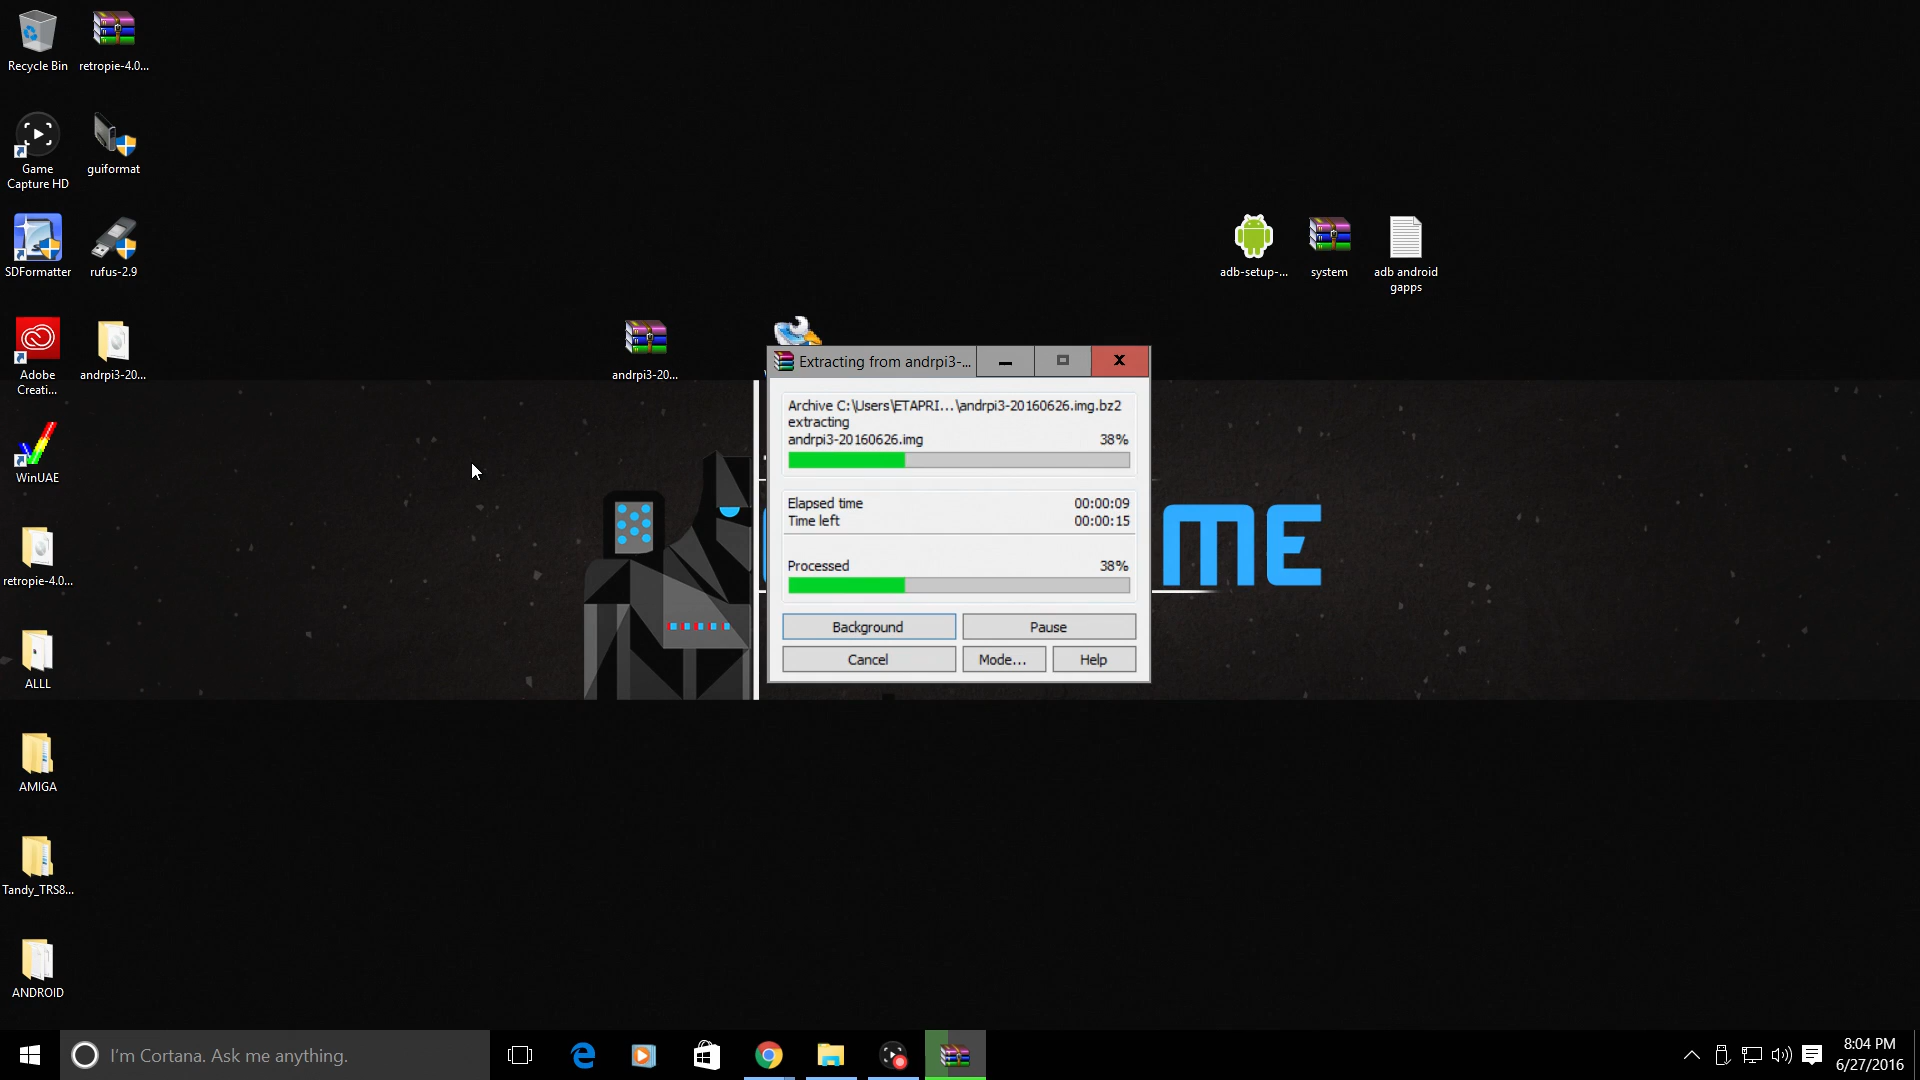 Recycle Bin
retropie-4.0...
Game
Capture HD
guiformat
SDFormatter
rufus-2.9
adb-setup-...
system
adb android
gapps
Adobe
Creati...
andrpi3-20...
andrpi3-20...
Extracting from andrpi3-...
Archive C:\Users\ETAPRI...\andrpi3-20160626.img.bz2
extracting
andrpi3-20160626.img 38%
Elapsed time 00:00:09
Time left 00:00:15
Processed 38%
Background
Pause
Cancel
Mode...
Help
ME
WinUAE
retropie-4.0...
ALLL
AMIGA
Tandy_TRS8...
ANDROID
I'm Cortana. Ask me anything.
8:04 PM
6/27/2016